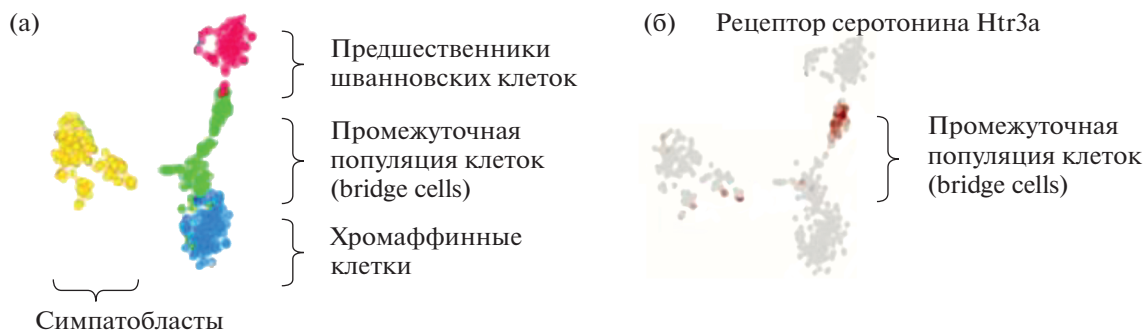 (а)
Предшественники
шванновских клеток
Промежуточная
популяция клеток
(bridge cells)
Хромаффинные
клетки
Симпатобласты
(б) Рецептор серотонина Htr3a
Промежуточная
популяция клеток
(bridge cells)